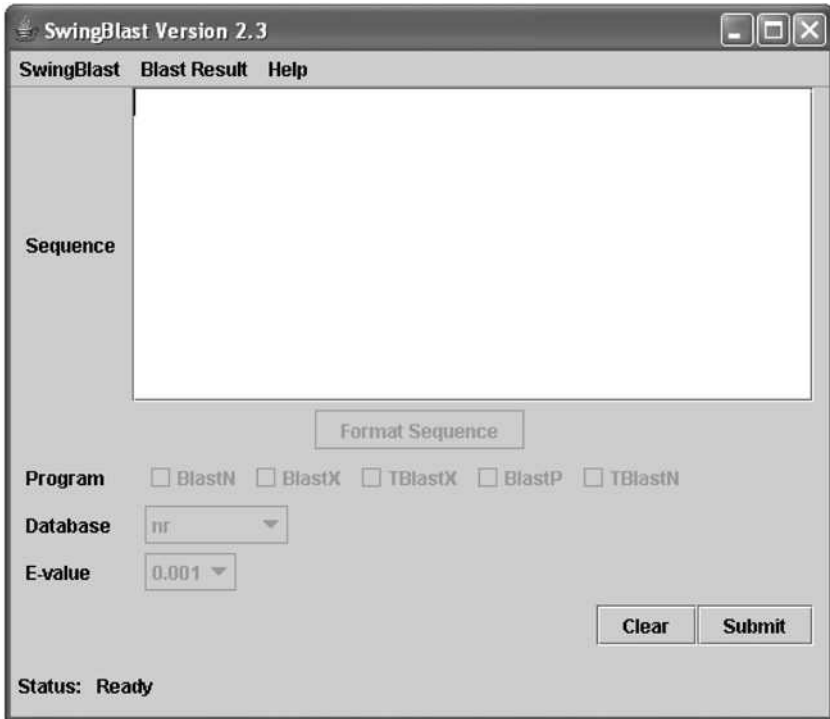 SwingBlast Version 2.3
SwingBlast Blast Result Help
Sequence
Format Sequence
Program BlastN BlastX TBlastX BlastP TBlastN
Database nr
E-value 0.001
Clear Submit
Status: Ready